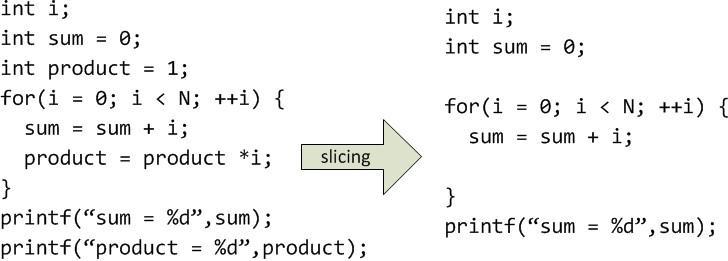 int i;
int sum = 0;
int product = 1;
for(i = 0; i < N; ++i) {
  sum = sum + i;
  product = product *i;
}
printf(“sum = %d”,sum);
printf(“product = %d”,product);
slicing
int i;
int sum = 0;
for(i = 0; i < N; ++i) {
  sum = sum + i;
}
printf(“sum = %d”,sum);